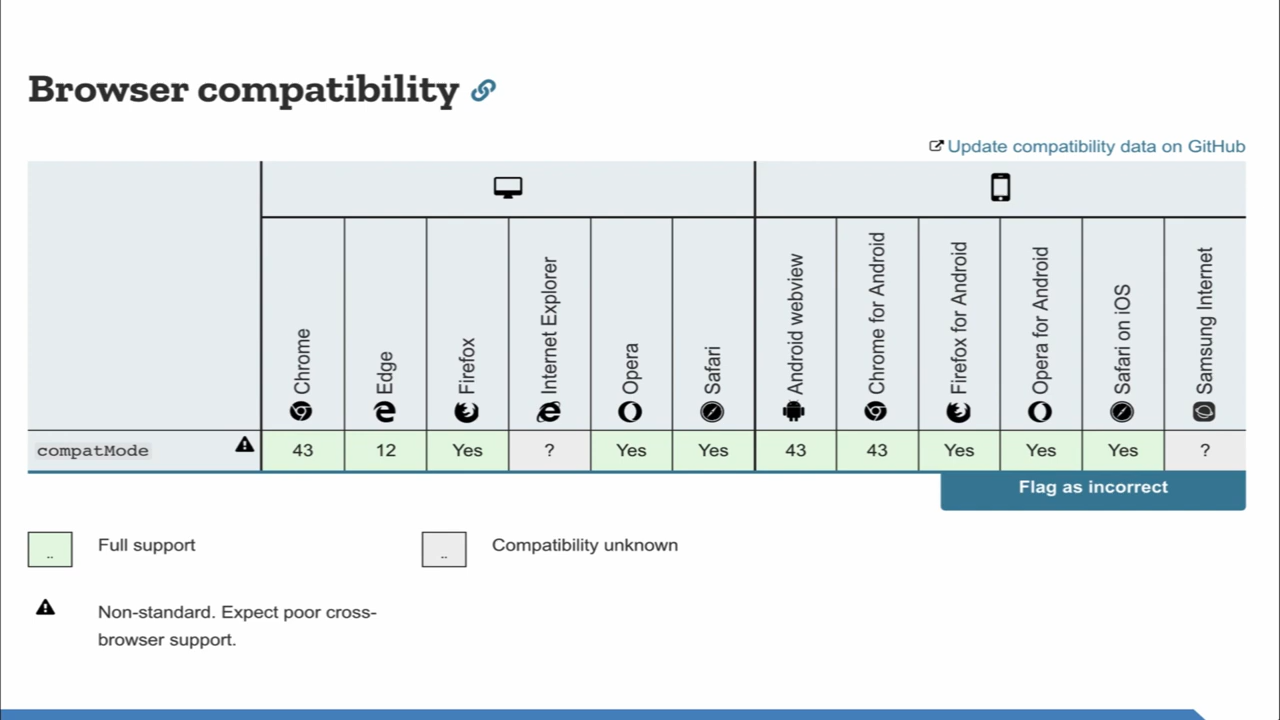 Browser compatibility
Update compatibility data on GitHub
Chrome
Edge
Firefox
Internet Explorer
Opera
Safari
Android webview
Chrome for Android
Firefox for Android
Opera for Android
Safari on iOS
Samsung Internet
compatMode 43 12 Yes ? Yes Yes 43 43 Yes Yes Yes ?
Flag as incorrect
.. Full support
.. Compatibility unknown
Non-standard. Expect poor cross-
browser support.